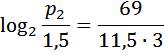 log₂ p₂/1,5 = 69/(11,5 · 3)